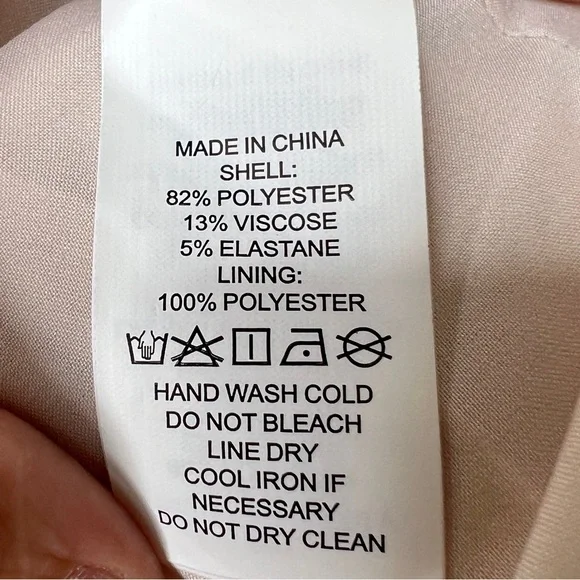 MADE IN CHINA
SHELL:
82% POLYESTER
13% VISCOSE
5% ELASTANE
LINING:
100% POLYESTER
HAND WASH COLD
DO NOT BLEACH
LINE DRY
COOL IRON IF
NECESSARY
DO NOT DRY CLEAN